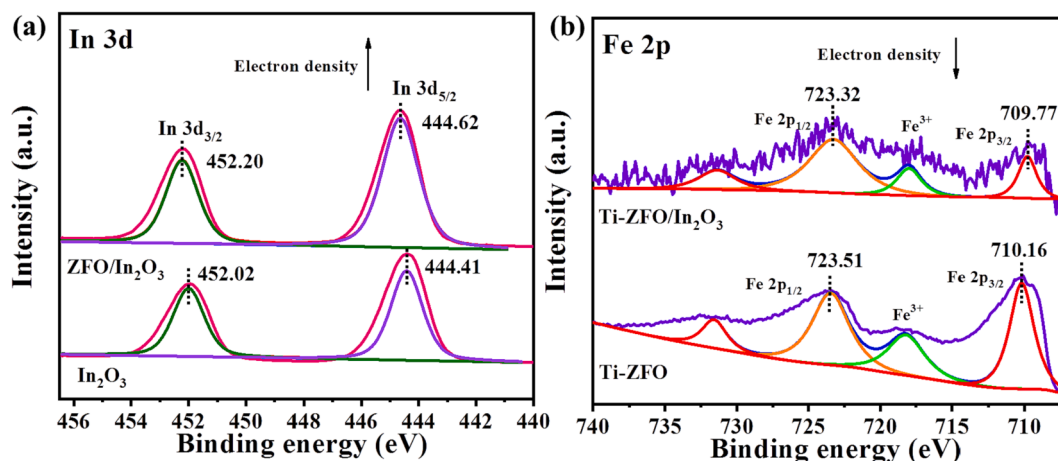 (a)
In 3d
Electron density
In 3d5/2
444.62
In 3d3/2
452.20
ZFO/In2O3
452.02
444.41
In2O3
456 454 452 450 448 446 444 442 440
Binding energy (eV)
Intensity (a.u.)
(b)
Fe 2p
Electron density
723.32
709.77
Fe 2p1/2
Fe3+
Fe 2p3/2
Ti-ZFO/In2O3
723.51
710.16
Fe 2p1/2
Fe 2p3/2
Fe3+
Ti-ZFO
740 735 730 725 720 715 710
Binding energy (eV)
Intensity (a.u.)